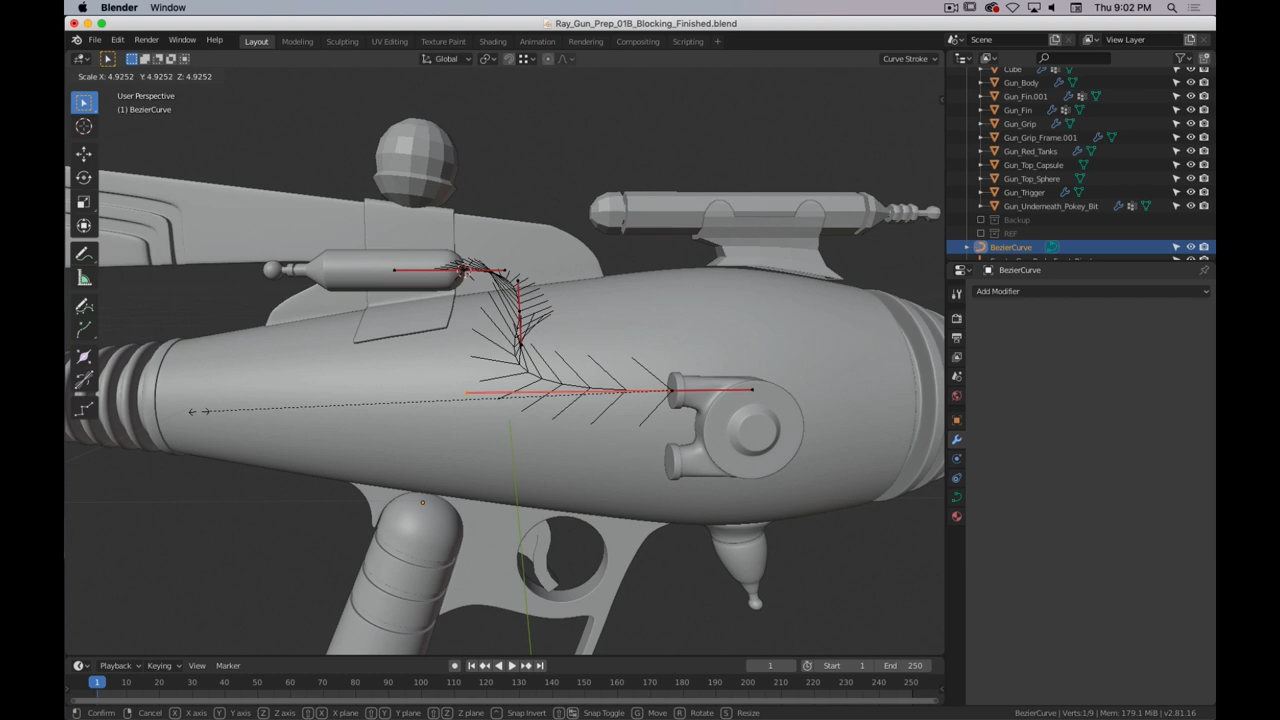 Blender Window Thu 9:02 PM
Ray_Gun_Prep_01B_Blocking_Finished.blend
File Edit Render Window Help Layout Modeling Sculpting UV Editing Texture Paint Shading Animation Rendering Compositing Scripting + Scene View Layer
Global Curve Stroke
Scale X: 4.9252 Y: 4.9252 Z: 4.9252
User Perspective
(1) BezierCurve
Cube
Gun_Body
Gun_Fin.001
Gun_Fin
Gun_Grip
Gun_Grip_Frame.001
Gun_Red_Tanks
Gun_Top_Capsule
Gun_Top_Sphere
Gun_Trigger
Gun_Underneath_Pokey_Bit
Backup
REF
BezierCurve
BezierCurve
Add Modifier
Playback Keying View Marker 1 Start 1 End 250
1 10 20 30 40 50 60 70 80 90 100 110 120 130 140 150 160 170 180 190 200 210 220 230 240 250
Confirm Cancel X X axis Y Y axis Z Z axis X X plane Y Y plane Z Z plane Snap Invert Snap Toggle G Move R Rotate S Resize BezierCurve | Verts:1/9 | Mem: 179.1 MiB | v2.81.16